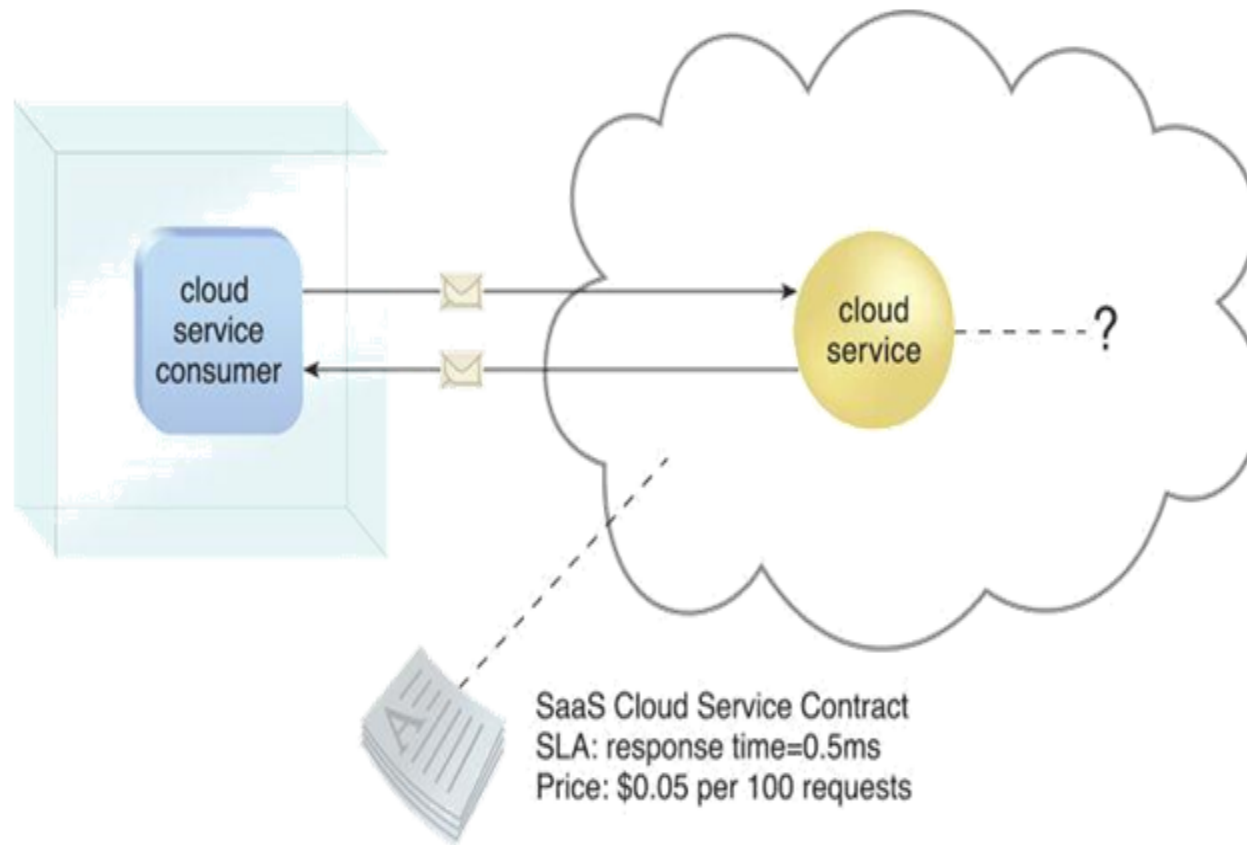 cloud
service
consumer
cloud
service
?
A
SaaS Cloud Service Contract
SLA: response time=0.5ms
Price: $0.05 per 100 requests